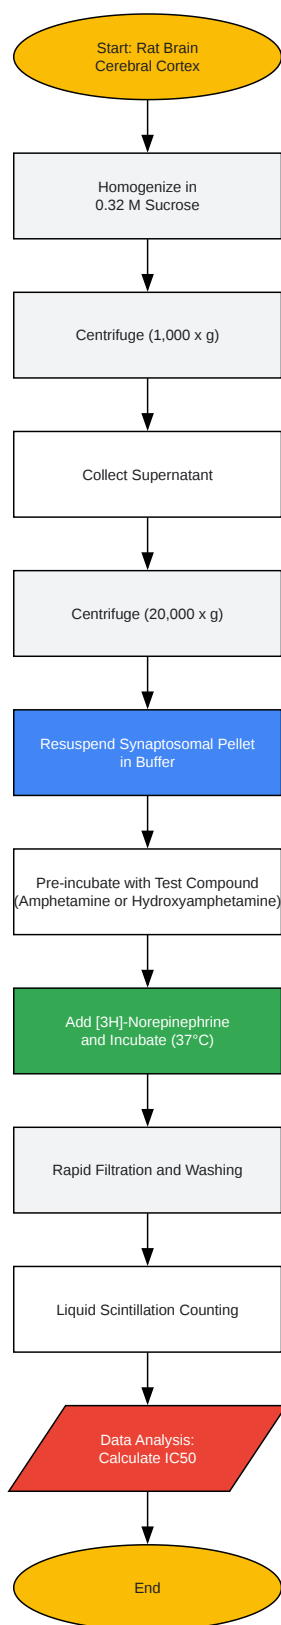 Start: Rat Brain
Cerebral Cortex
Homogenize in
0.32 M Sucrose
Centrifuge (1,000 x g)
Collect Supernatant
Centrifuge (20,000 x g)
Resuspend Synaptosomal Pellet
in Buffer
Pre-incubate with Test Compound
(Amphetamine or Hydroxyamphetamine)
Add [3H]-Norepinephrine
and Incubate (37°C)
Rapid Filtration and Washing
Liquid Scintillation Counting
Data Analysis:
Calculate IC50
End